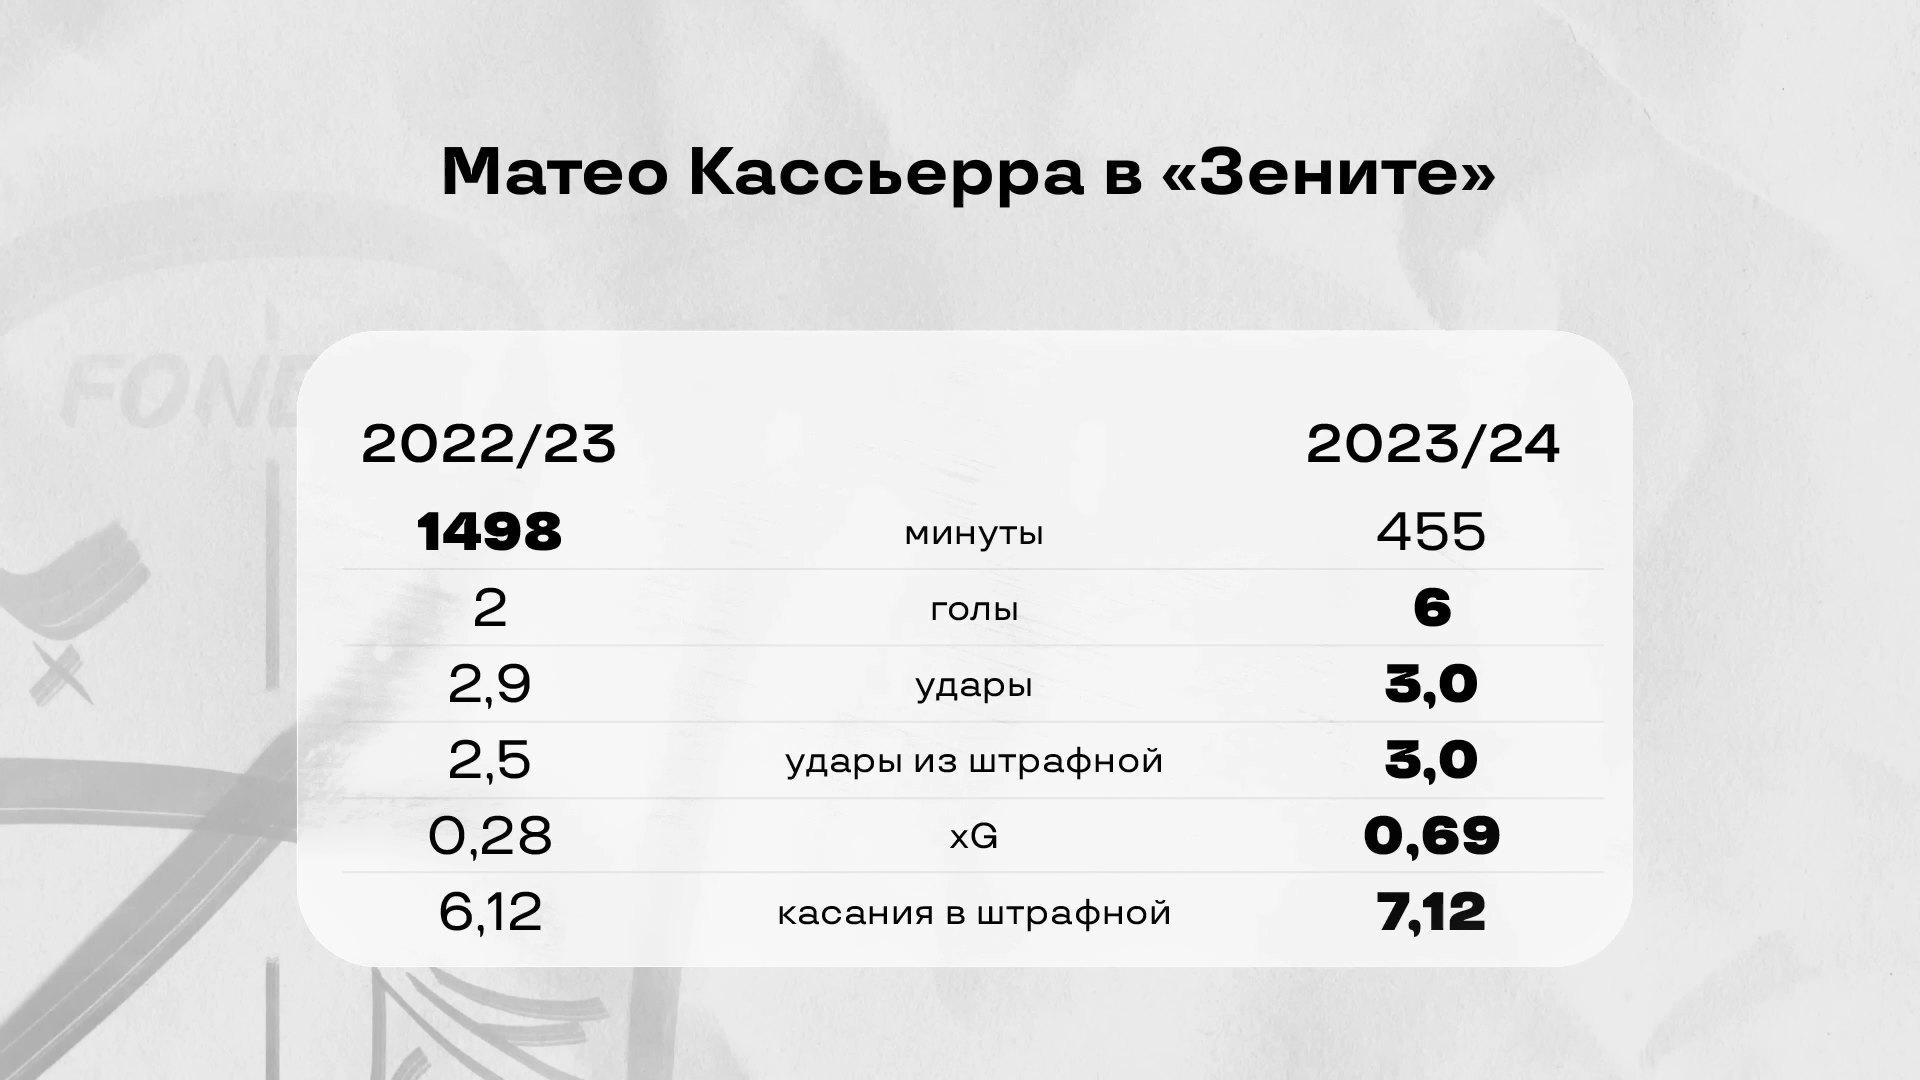 Матео Кассьерра в «Зените»
2022/23 2023/24
1498 минуты 455
2 голы 6
2,9 удары 3,0
2,5 удары из штрафной 3,0
0,28 xG 0,69
6,12 касания в штрафной 7,12